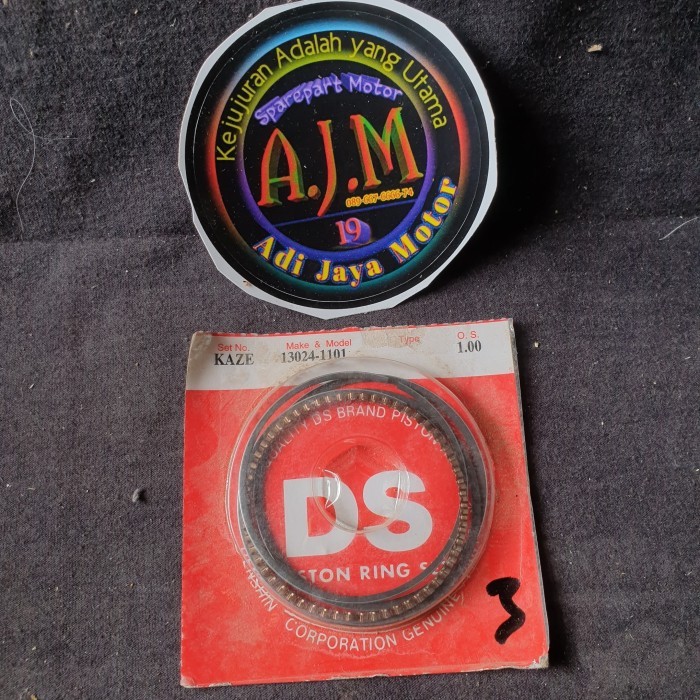 Kejujuran Adalah yang Utama
Sparepart Motor
A.J.M
19
Adi Jaya Motor
Set No. Make & Model Type O. S.
KAZE 13024-1101 1.00
DS BRAND PISTON
DS
RING
CORPORATION GENUINE
3